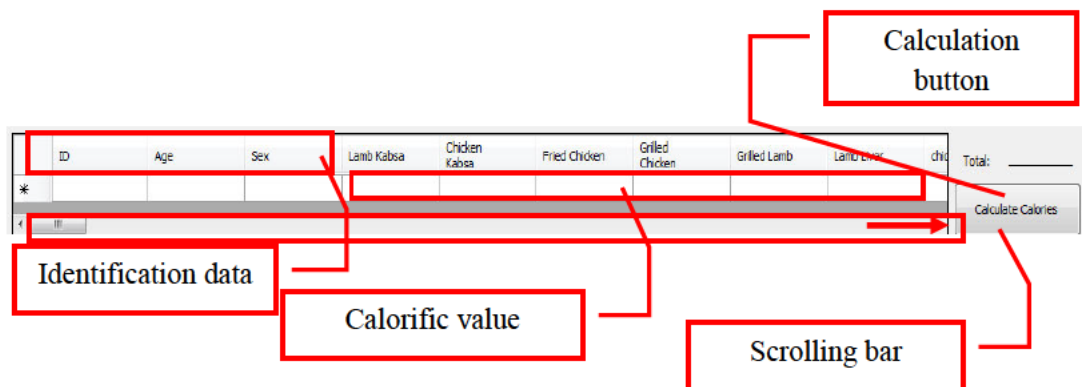 Calculation
button
ID Age Sex Lamb Kabsa Chicken Kabsa Fried Chicken Grilled Chicken Grilled Lamb Lamb Liver chic
Total:
*
Calculate Calories
Identification data
Calorific value
Scrolling bar